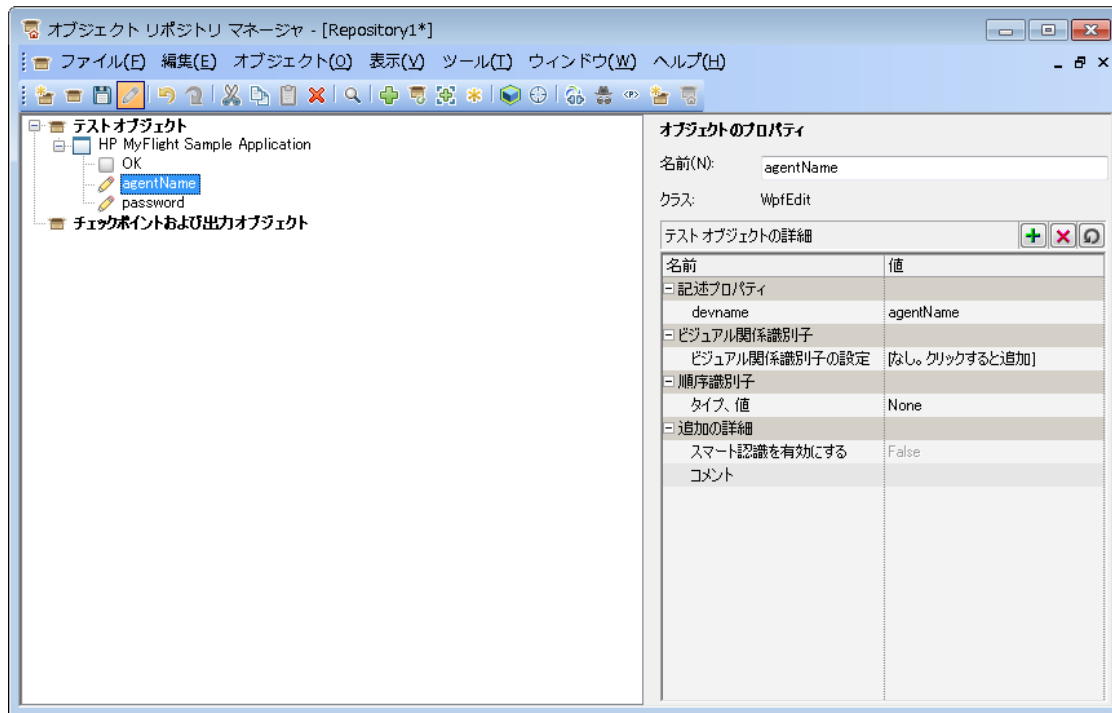 オブジェクト リポジトリ マネージャ - [Repository1*]
ファイル(F) 編集(E) オブジェクト(O) 表示(V) ツール(T) ウィンドウ(W) ヘルプ(H)
テスト オブジェクト
HP MyFlight Sample Application
OK
agentName
password
チェックポイントおよび出力オブジェクト
オブジェクトのプロパティ
名前(N): agentName
クラス: WpfEdit
テスト オブジェクトの詳細
名前 値
記述プロパティ
devname agentName
ビジュアル関係識別子
ビジュアル関係識別子の設定 [なし。クリックすると追加]
順序識別子
タイプ、値 None
追加の詳細
スマート認識を有効にする False
コメント